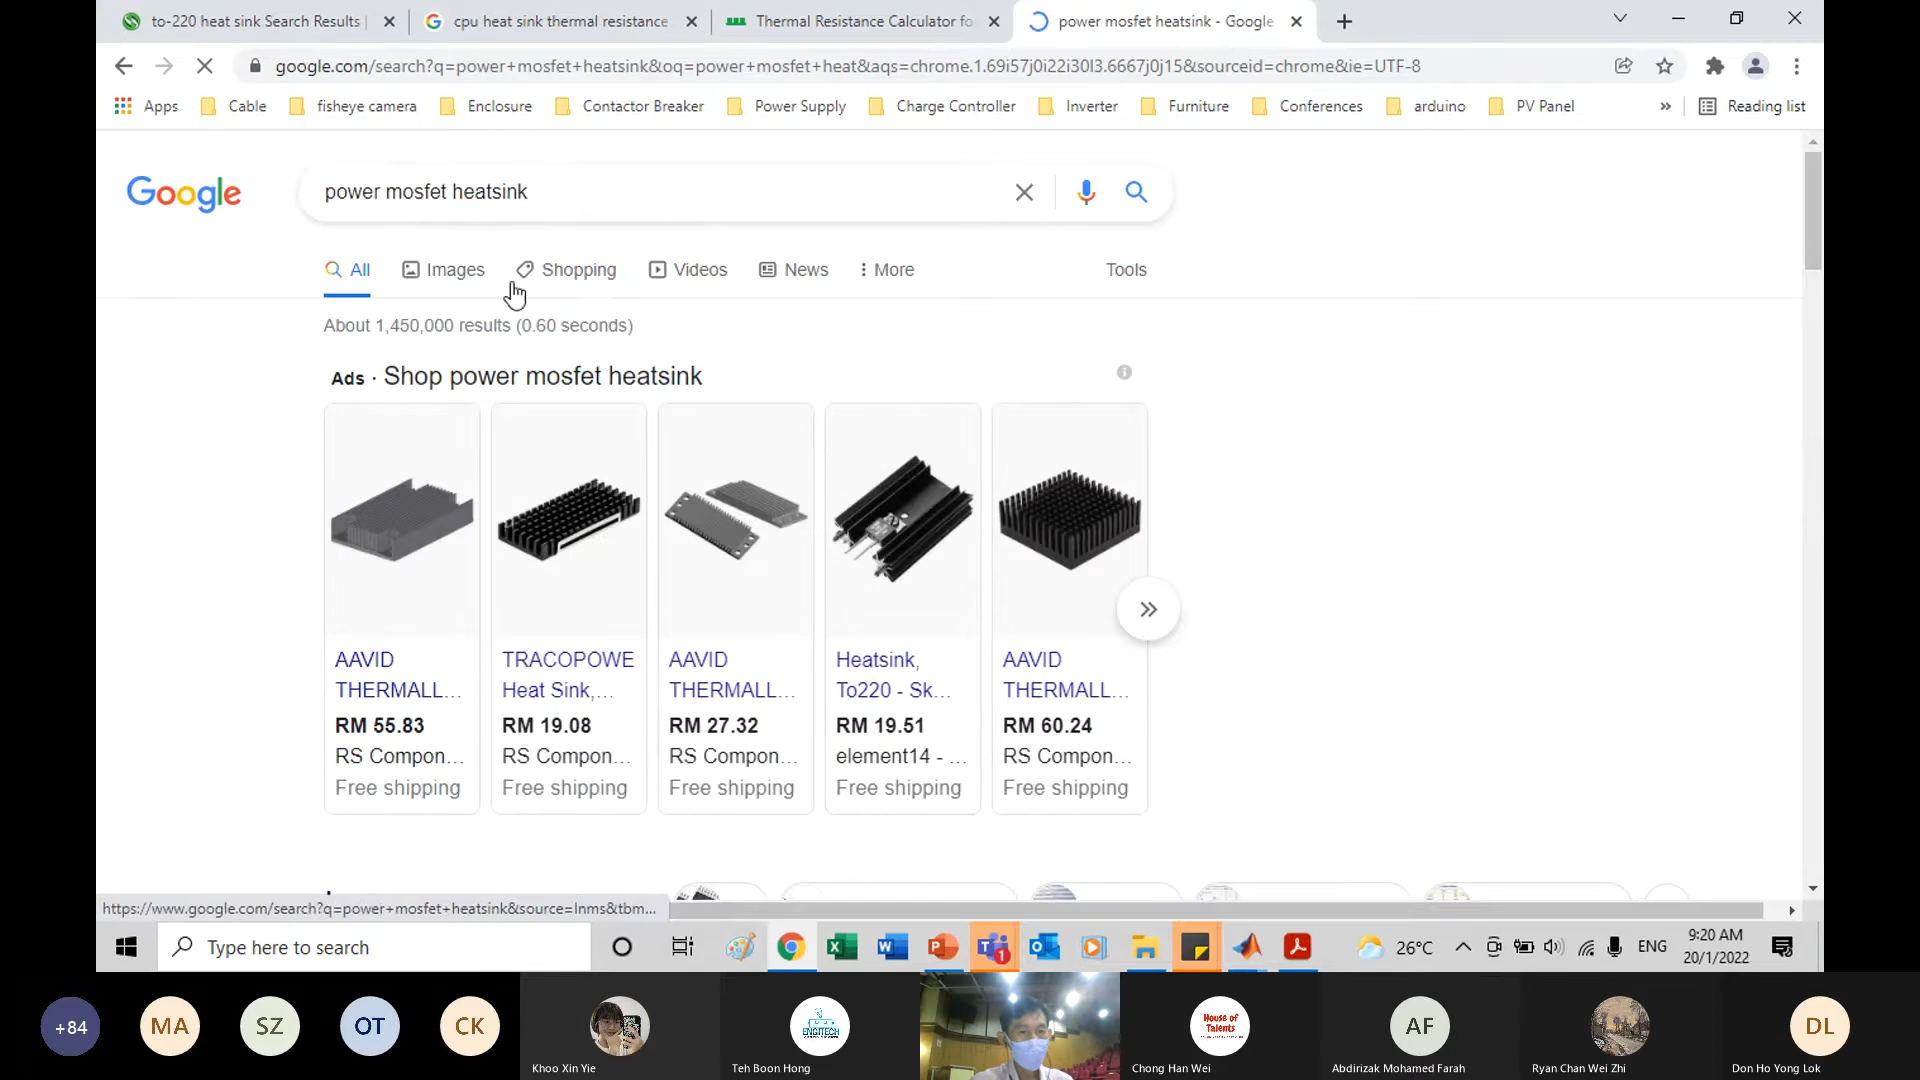 to-220 heat sink Search Results |
cpu heat sink thermal resistance
Thermal Resistance Calculator fo
power mosfet heatsink - Google
google.com/search?q=power+mosfet+heatsink&oq=power+mosfet+heat&aqs=chrome.1.69i57j0i22i30l3.6667j0j15&sourceid=chrome&ie=UTF-8
Apps Cable fisheye camera Enclosure Contactor Breaker Power Supply Charge Controller Inverter Furniture Conferences arduino PV Panel » Reading list
Google
power mosfet heatsink
All Images Shopping Videos News More Tools
About 1,450,000 results (0.60 seconds)
Ads · Shop power mosfet heatsink
AAVID
THERMALL...
RM 55.83
RS Compon...
Free shipping
TRACOPOWE
Heat Sink,...
RM 19.08
RS Compon...
Free shipping
AAVID
THERMALL...
RM 27.32
RS Compon...
Free shipping
Heatsink,
To220 - Sk...
RM 19.51
element14 - ...
Free shipping
AAVID
THERMALL...
RM 60.24
RS Compon...
Free shipping
https://www.google.com/search?q=power+mosfet+heatsink&source=lnms&tbm...
Type here to search
26°C
ENG
9:20 AM
20/1/2022
+84
MA
SZ
OT
CK
Khoo Xin Yie
ENGITECH
Teh Boon Hong
House of
Talents
Chong Han Wei
AF
Abdirizak Mohamed Farah
Ryan Chan Wei Zhi
DL
Don Ho Yong Lok